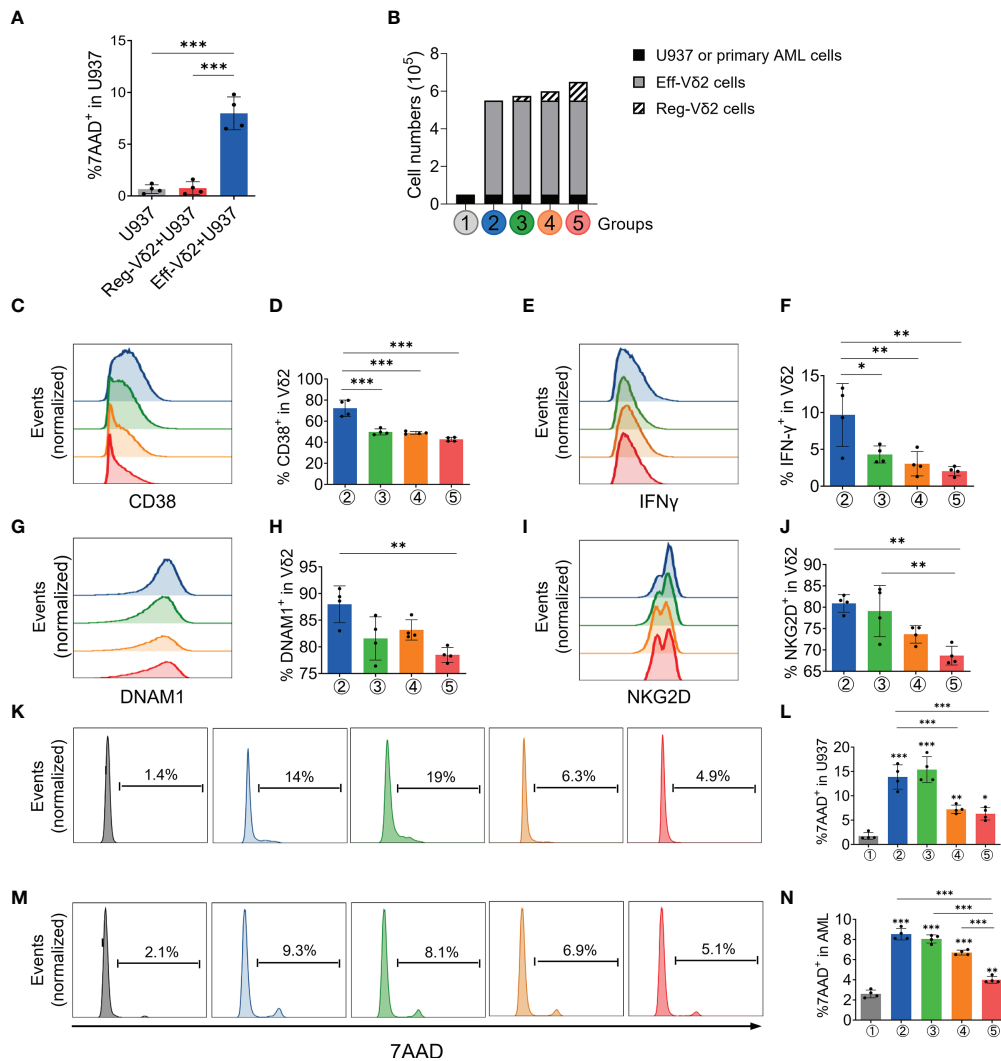 A
%7AAD+ in U937
15
10
5
0
***
***
U937
Reg-Vδ2+U937
Eff-Vδ2+U937
B
Cell numbers (10⁵)
8
6
4
2
0
1 2 3 4 5 Groups
U937 or primary AML cells
Eff-Vδ2 cells
Reg-Vδ2 cells
C
Events
(normalized)
CD38
D
% CD38+ in Vδ2
100
80
60
40
20
0
***
***
***
② ③ ④ ⑤
E
Events
(normalized)
IFNγ
F
% IFN-γ+ in Vδ2
15
10
5
0
**
**
*
② ③ ④ ⑤
G
Events
(normalized)
DNAM1
H
% DNAM1+ in Vδ2
95
90
85
80
75
**
② ③ ④ ⑤
I
Events
(normalized)
NKG2D
J
% NKG2D+ in Vδ2
90
85
80
75
70
65
**
**
② ③ ④ ⑤
K
Events
(normalized)
1.4%
14%
19%
6.3%
4.9%
L
%7AAD+ in U937
20
15
10
5
0
***
***
*** *** ** *
① ② ③ ④ ⑤
M
Events
(normalized)
2.1%
9.3%
8.1%
6.9%
5.1%
7AAD
N
%7AAD+ in AML
10
8
6
4
2
0
***
***
***
*** *** *** **
① ② ③ ④ ⑤